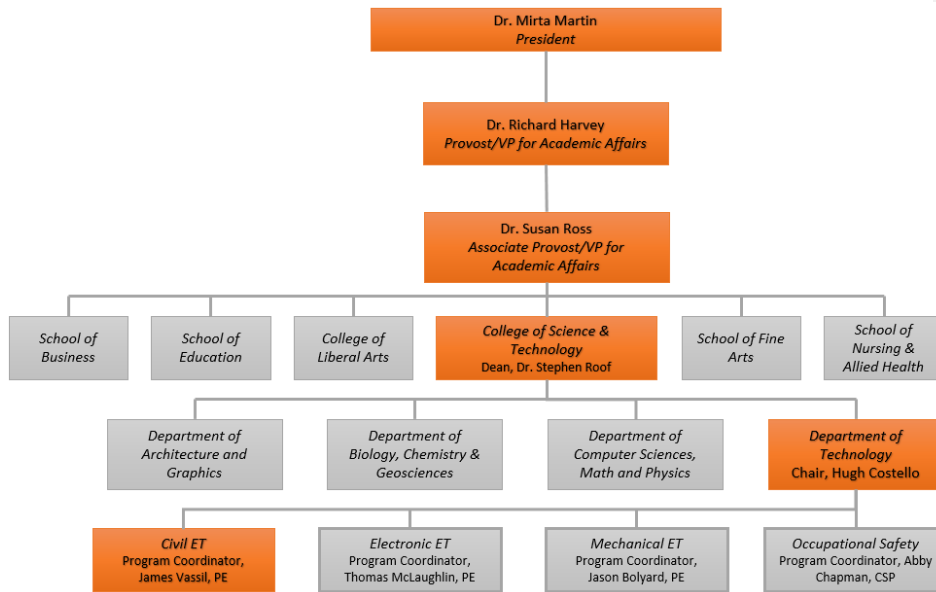 Dr. Mirta Martin
President
Dr. Richard Harvey
Provost/VP for Academic Affairs
Dr. Susan Ross
Associate Provost/VP for
Academic Affairs
School of
Business
School of
Education
College of
Liberal Arts
College of Science &
Technology
Dean, Dr. Stephen Roof
School of Fine
Arts
School of
Nursing &
Allied Health
Department of
Architecture and
Graphics
Department of
Biology, Chemistry &
Geosciences
Department of
Computer Sciences,
Math and Physics
Department of
Technology
Chair, Hugh Costello
Civil ET
Program Coordinator,
James Vassil, PE
Electronic ET
Program Coordinator,
Thomas McLaughlin, PE
Mechanical ET
Program Coordinator,
Jason Bolyard, PE
Occupational Safety
Program Coordinator, Abby
Chapman, CSP